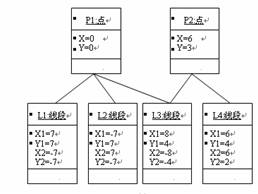 P1:点
X=0
Y=0
P2:点
X=6
Y=3
L1:线段
X1=7
Y1=7
X2=-7
Y2=-7
L2:线段
X1=-7
Y1=7
X2=-7
Y2=-7
L3:线段
X1=8
Y1=4
X2=-8
Y2=-4
L4:线段
X1=6
Y1=4
X2=6
Y2=2